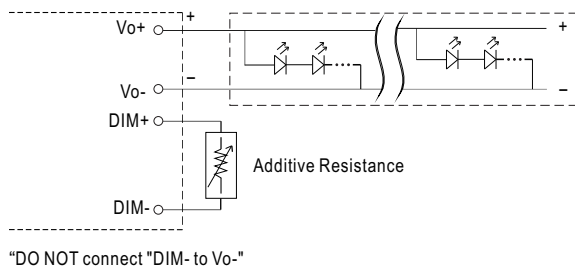 Vo+
+
+
−
−
Vo-
DIM+
Additive Resistance
DIM-
“DO NOT connect "DIM- to Vo-"